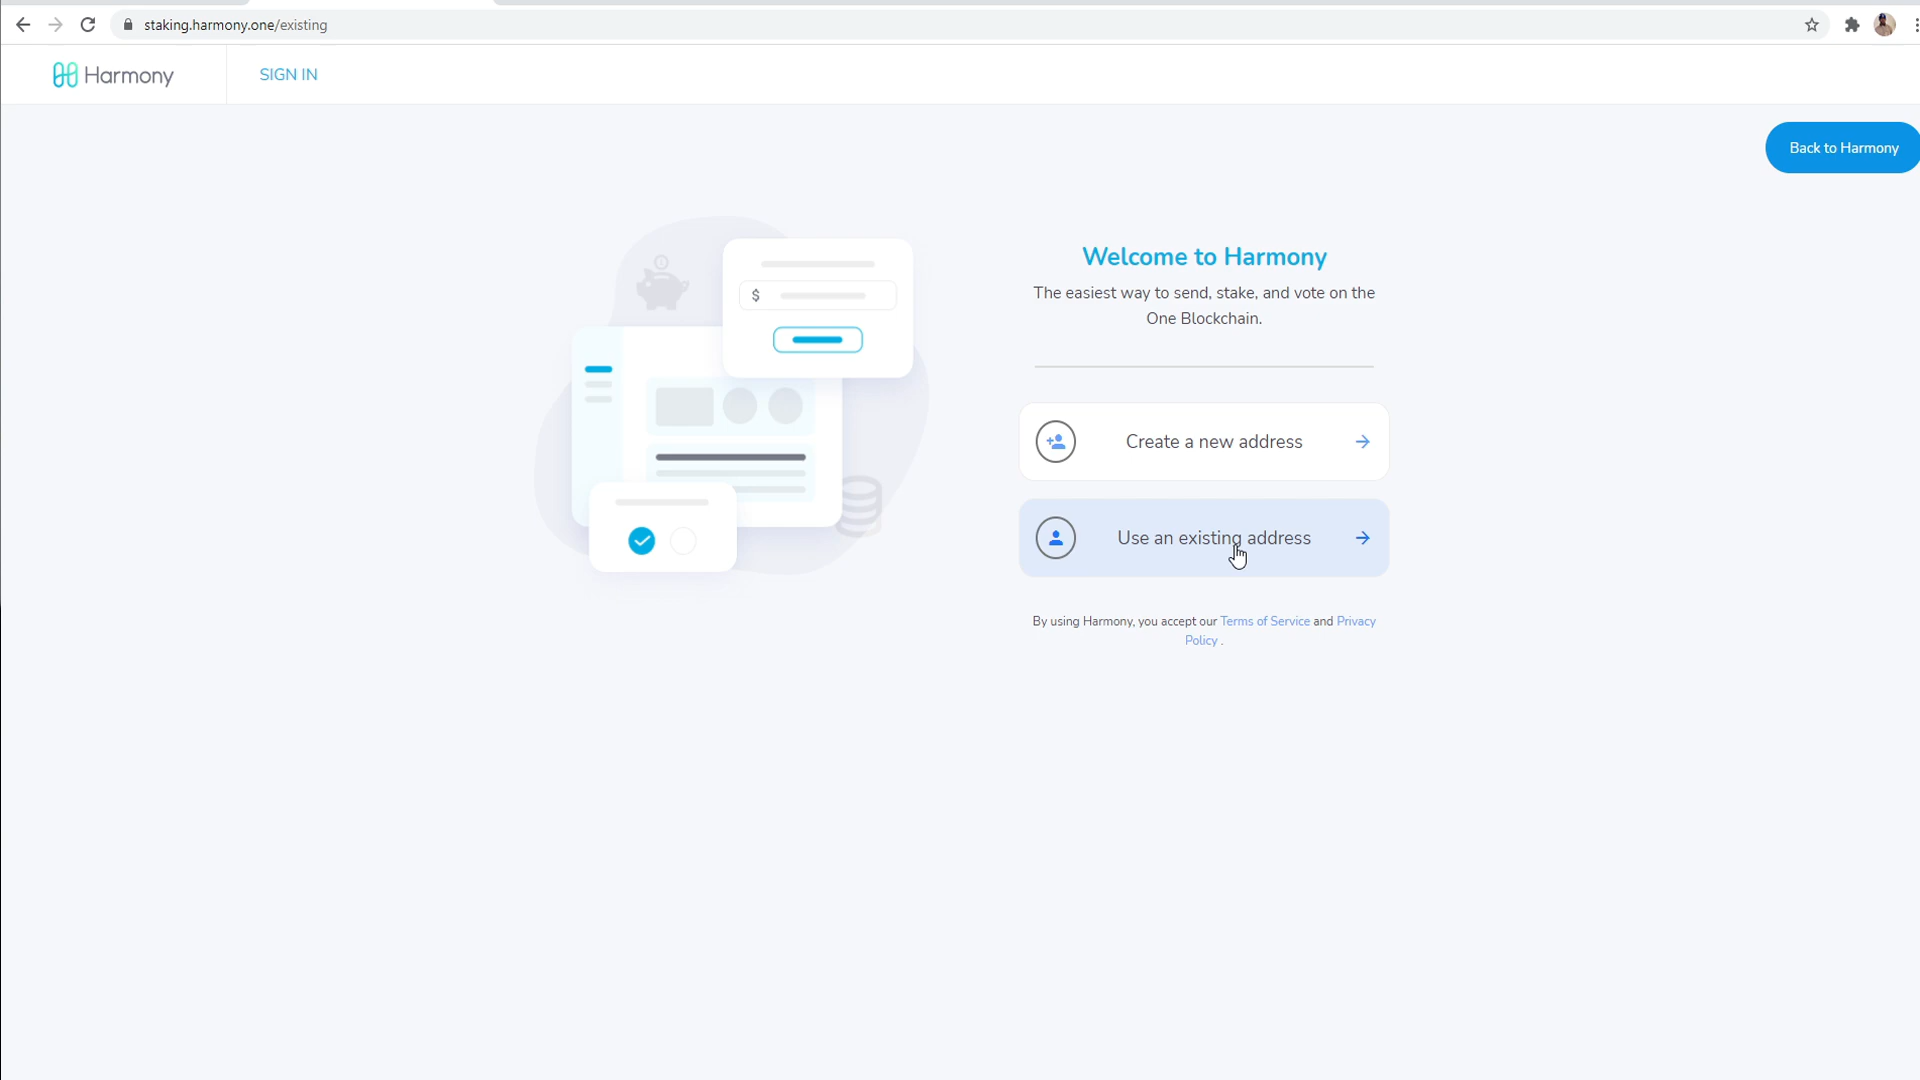 staking.harmony.one/existing
Harmony
SIGN IN
Back to Harmony
$
Welcome to Harmony
The easiest way to send, stake, and vote on the
One Blockchain.
Create a new address
Use an existing address
By using Harmony, you accept our Terms of Service and Privacy
Policy .